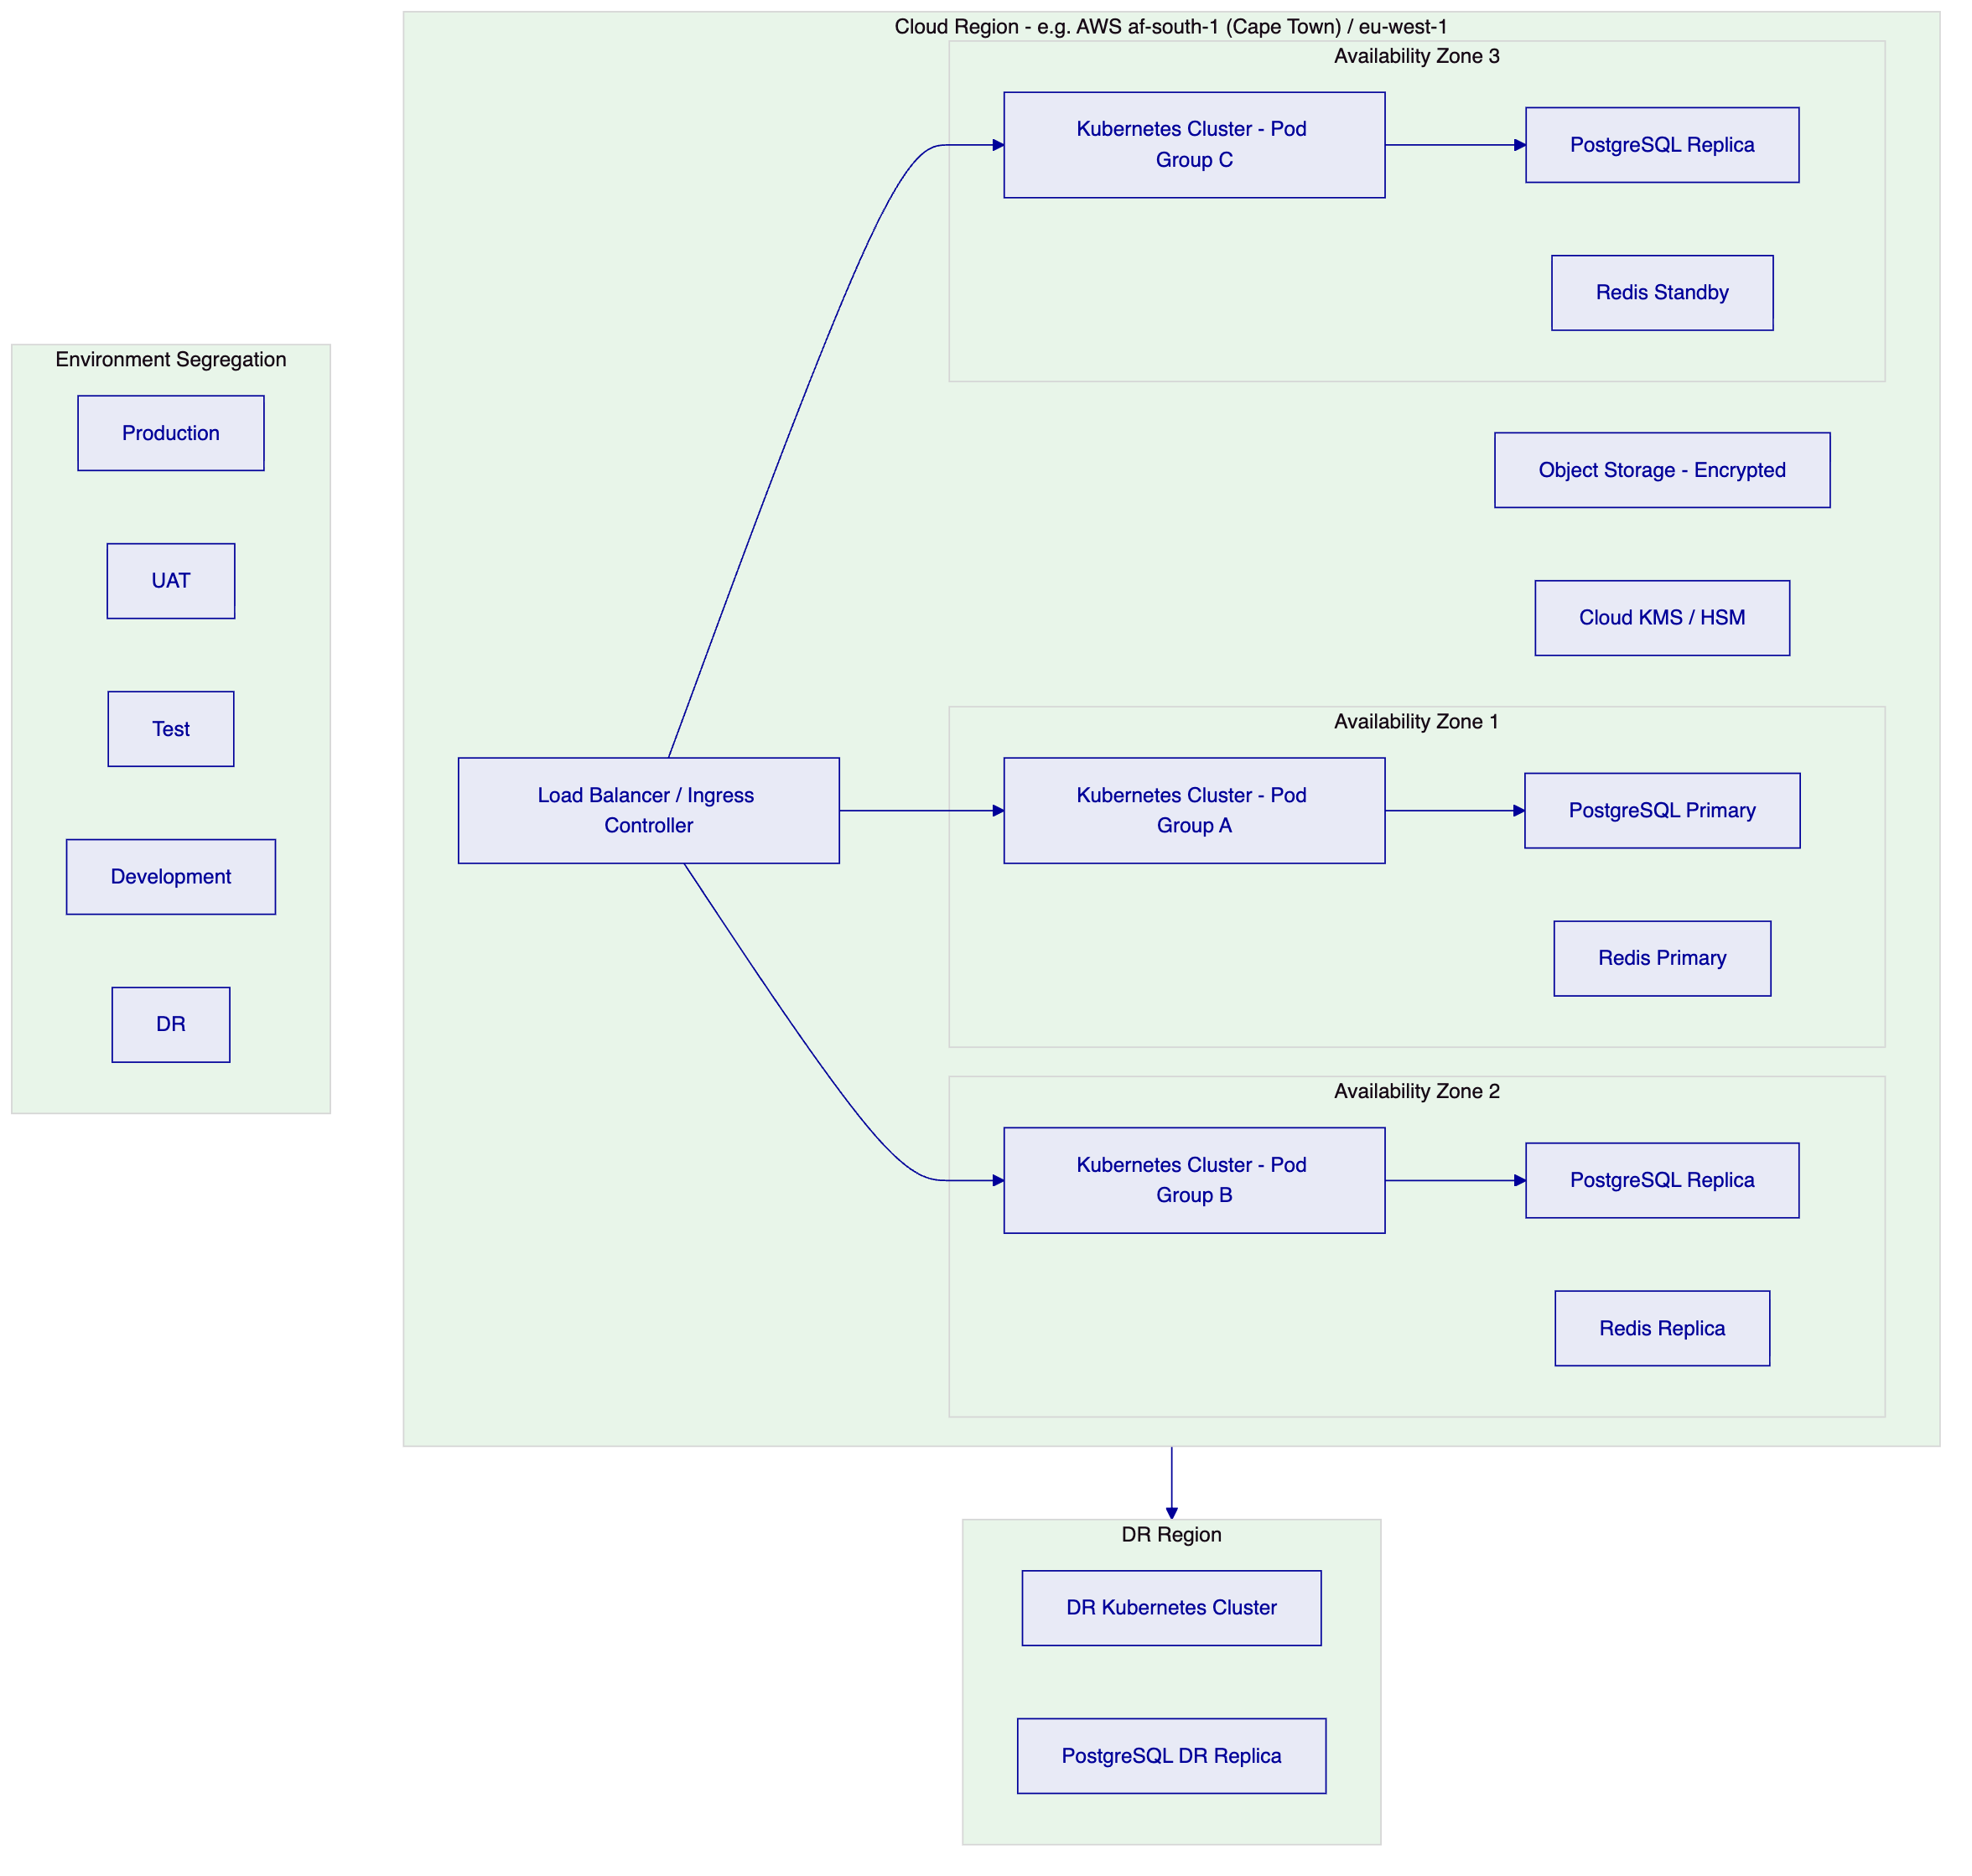 Cloud Region - e.g. AWS af-south-1 (Cape Town) / eu-west-1
Availability Zone 3
Kubernetes Cluster - Pod
Group C
PostgreSQL Replica
Redis Standby
Environment Segregation
Production
UAT
Test
Development
DR
Object Storage - Encrypted
Cloud KMS / HSM
Load Balancer / Ingress
Controller
Availability Zone 1
Kubernetes Cluster - Pod
Group A
PostgreSQL Primary
Redis Primary
Availability Zone 2
Kubernetes Cluster - Pod
Group B
PostgreSQL Replica
Redis Replica
DR Region
DR Kubernetes Cluster
PostgreSQL DR Replica